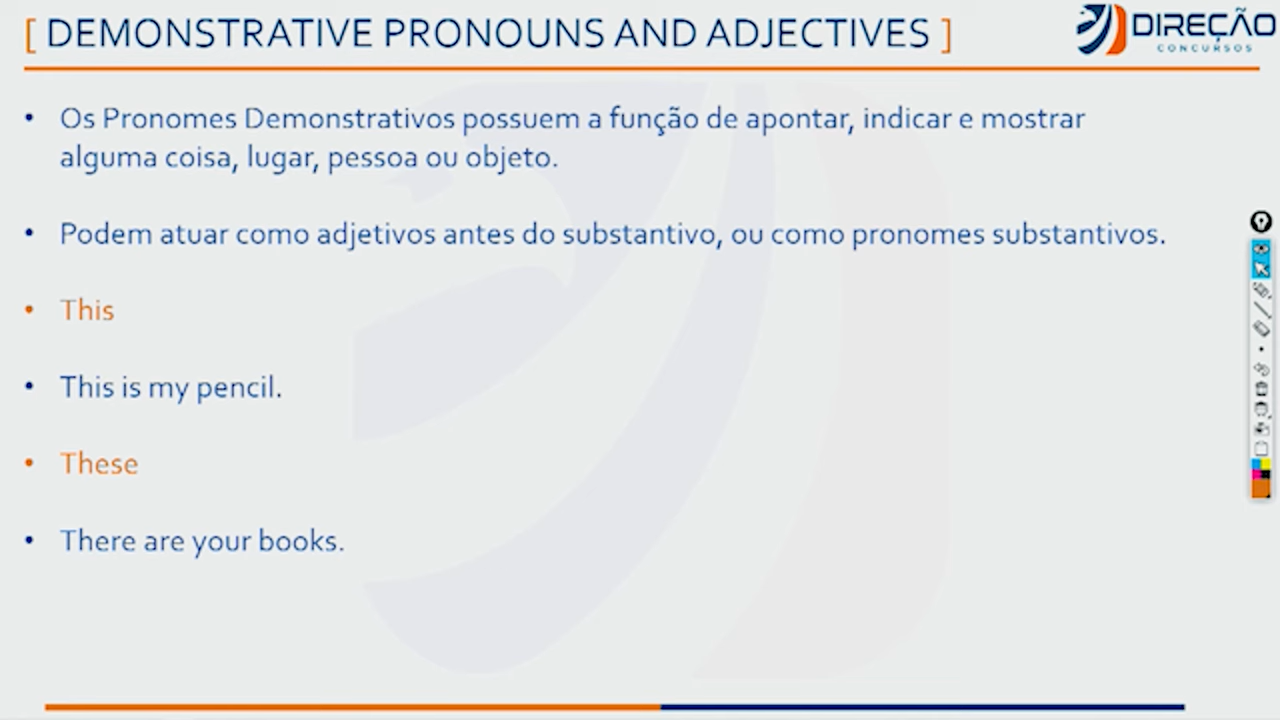 [ DEMONSTRATIVE PRONOUNS AND ADJECTIVES ]
DIREÇÃO
CONCURSOS
• Os Pronomes Demonstrativos possuem a função de apontar, indicar e mostrar
alguma coisa, lugar, pessoa ou objeto.
• Podem atuar como adjetivos antes do substantivo, ou como pronomes substantivos.
• This
• This is my pencil.
• These
• There are your books.